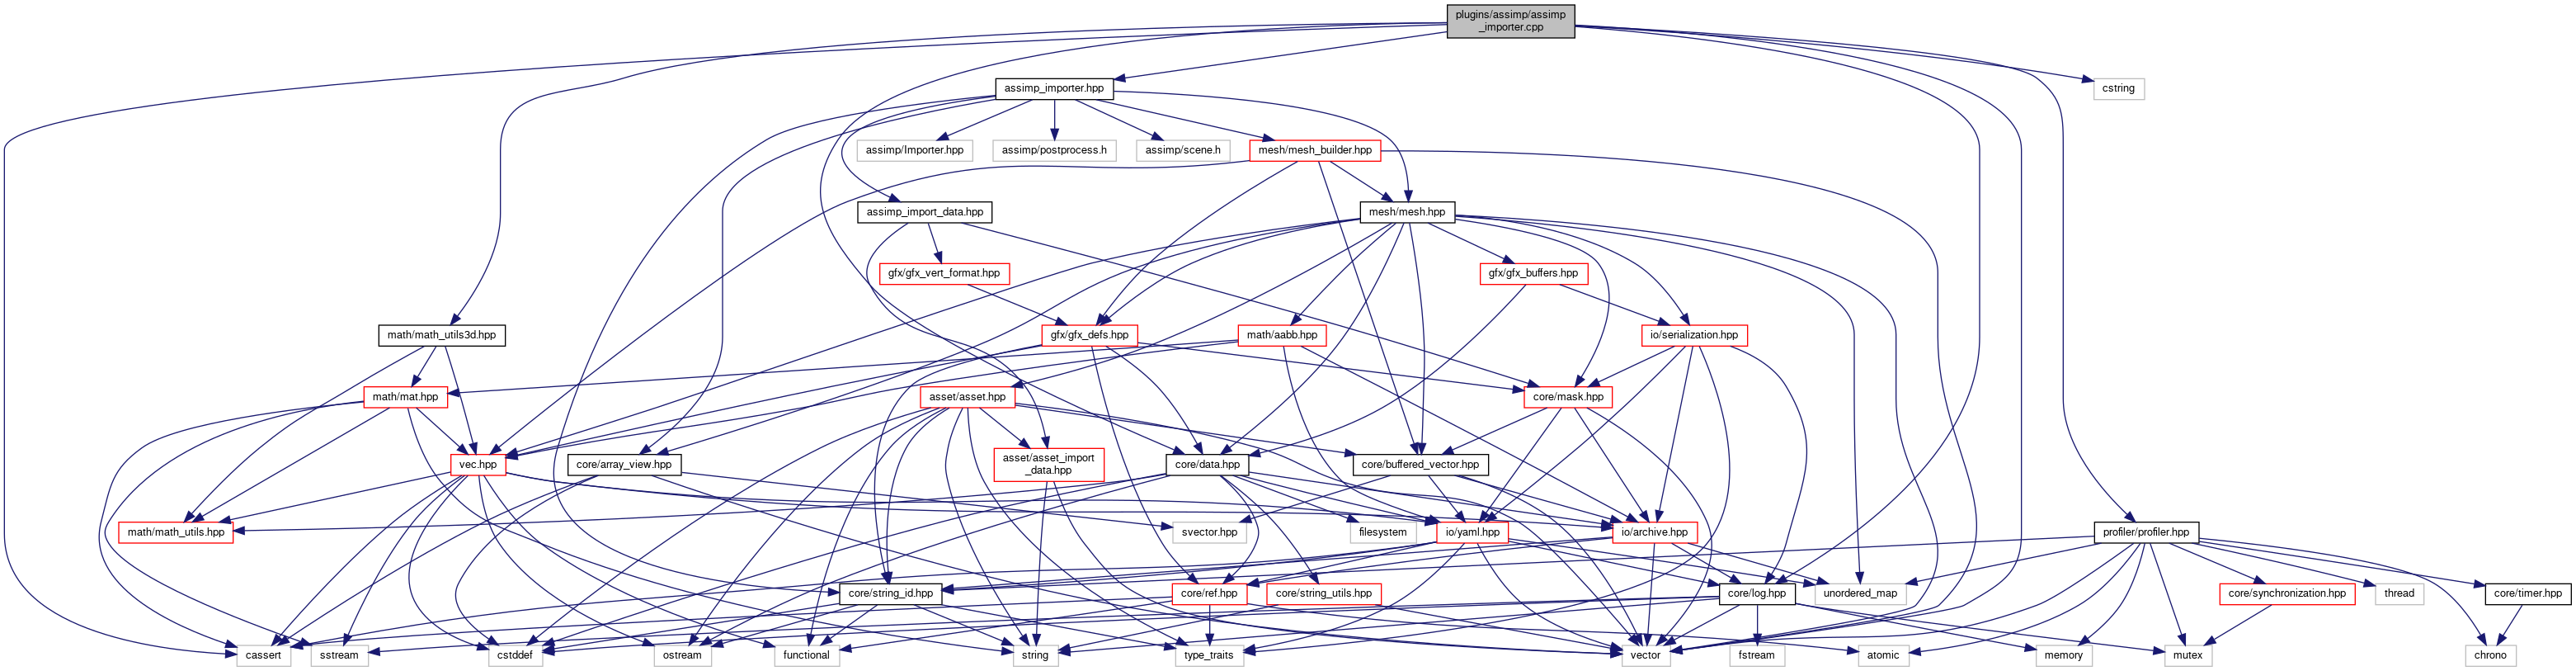 plugins/assimp/assimp
_importer.cpp
assimp_importer.hpp
cstring
assimp/Importer.hpp
assimp/postprocess.h
assimp/scene.h
mesh/mesh_builder.hpp
assimp_import_data.hpp
mesh/mesh.hpp
gfx/gfx_vert_format.hpp
gfx/gfx_buffers.hpp
math/math_utils3d.hpp
gfx/gfx_defs.hpp
math/aabb.hpp
io/serialization.hpp
math/mat.hpp
asset/asset.hpp
core/mask.hpp
vec.hpp
core/array_view.hpp
asset/asset_import
_data.hpp
core/data.hpp
core/buffered_vector.hpp
math/math_utils.hpp
svector.hpp
filesystem
io/yaml.hpp
io/archive.hpp
profiler/profiler.hpp
core/string_id.hpp
core/ref.hpp
core/string_utils.hpp
core/log.hpp
unordered_map
core/synchronization.hpp
thread
core/timer.hpp
cassert
sstream
cstddef
ostream
functional
string
type_traits
vector
fstream
atomic
memory
mutex
chrono